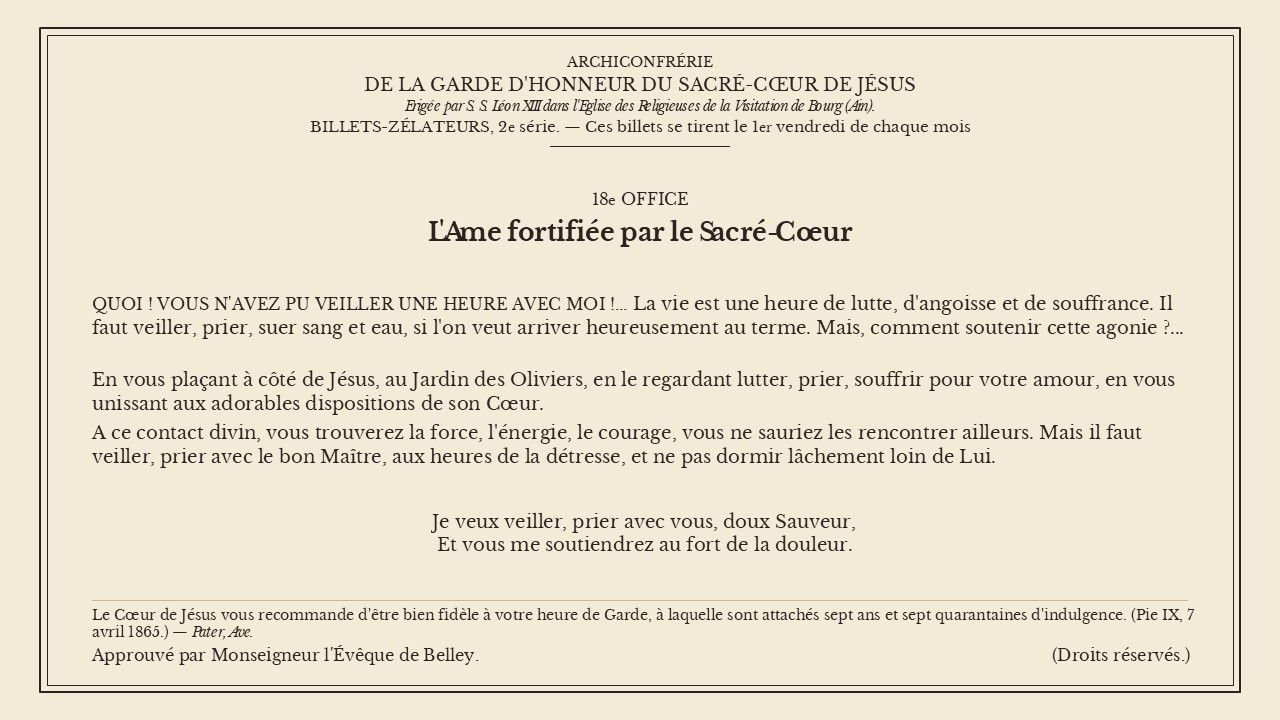 ARCHICONFRÉRIE
DE LA GARDE D'HONNEUR DU SACRÉ-CŒUR DE JÉSUS
Erigée par S. S. Léon XIII dans l'Eglise des Religieuses de la Visitation de Bourg (Ain).
BILLETS-ZÉLATEURS, 2e série. — Ces billets se tirent le 1er vendredi de chaque mois
18e OFFICE
L'Ame fortifiée par le Sacré-Cœur
QUOI ! VOUS N'AVEZ PU VEILLER UNE HEURE AVEC MOI !... La vie est une heure de lutte, d'angoisse et de souffrance. Il
faut veiller, prier, suer sang et eau, si l'on veut arriver heureusement au terme. Mais, comment soutenir cette agonie ?...
En vous plaçant à côté de Jésus, au Jardin des Oliviers, en le regardant lutter, prier, souffrir pour votre amour, en vous
unissant aux adorables dispositions de son Cœur.
A ce contact divin, vous trouverez la force, l'énergie, le courage, vous ne sauriez les rencontrer ailleurs. Mais il faut
veiller, prier avec le bon Maître, aux heures de la détresse, et ne pas dormir lâchement loin de Lui.
Je veux veiller, prier avec vous, doux Sauveur,
Et vous me soutiendrez au fort de la douleur.
Le Cœur de Jésus vous recommande d'être bien fidèle à votre heure de Garde, à laquelle sont attachés sept ans et sept quarantaines d'indulgence. (Pie IX, 7
avril 1865.) — Pater, Ave.
Approuvé par Monseigneur l'Évêque de Belley. (Droits réservés.)